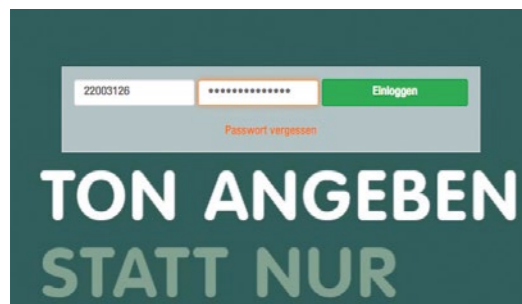 22003126 •••••••••••••• Einloggen
Passwort vergessen
TON ANGEBEN
STATT NUR